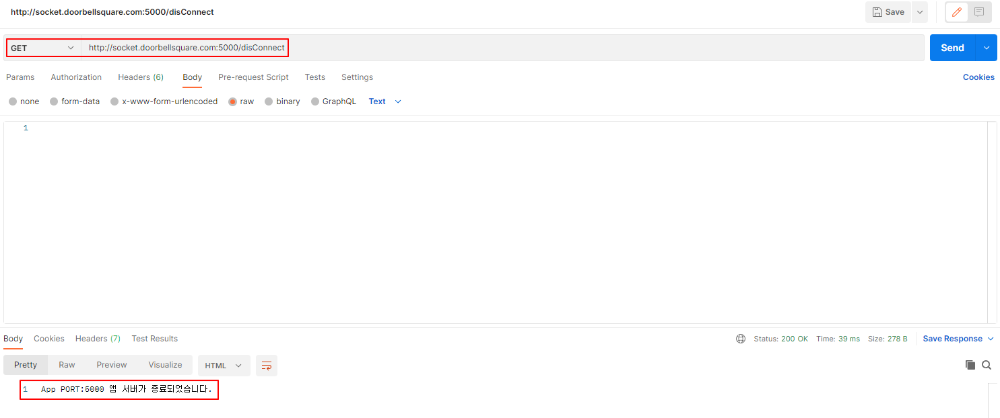 http://socket.doorbellsquare.com:5000/disConnect
Save
GET http://socket.doorbellsquare.com:5000/disConnect
Send
Params Authorization Headers (6) Body Pre-request Script Tests Settings Cookies
none form-data x-www-form-urlencoded raw binary GraphQL Text
1
Body Cookies Headers (7) Test Results Status: 200 OK Time: 39 ms Size: 278 B Save Response
Pretty Raw Preview Visualize HTML
1 App PORT:5000 앱 서버가 종료되었습니다.